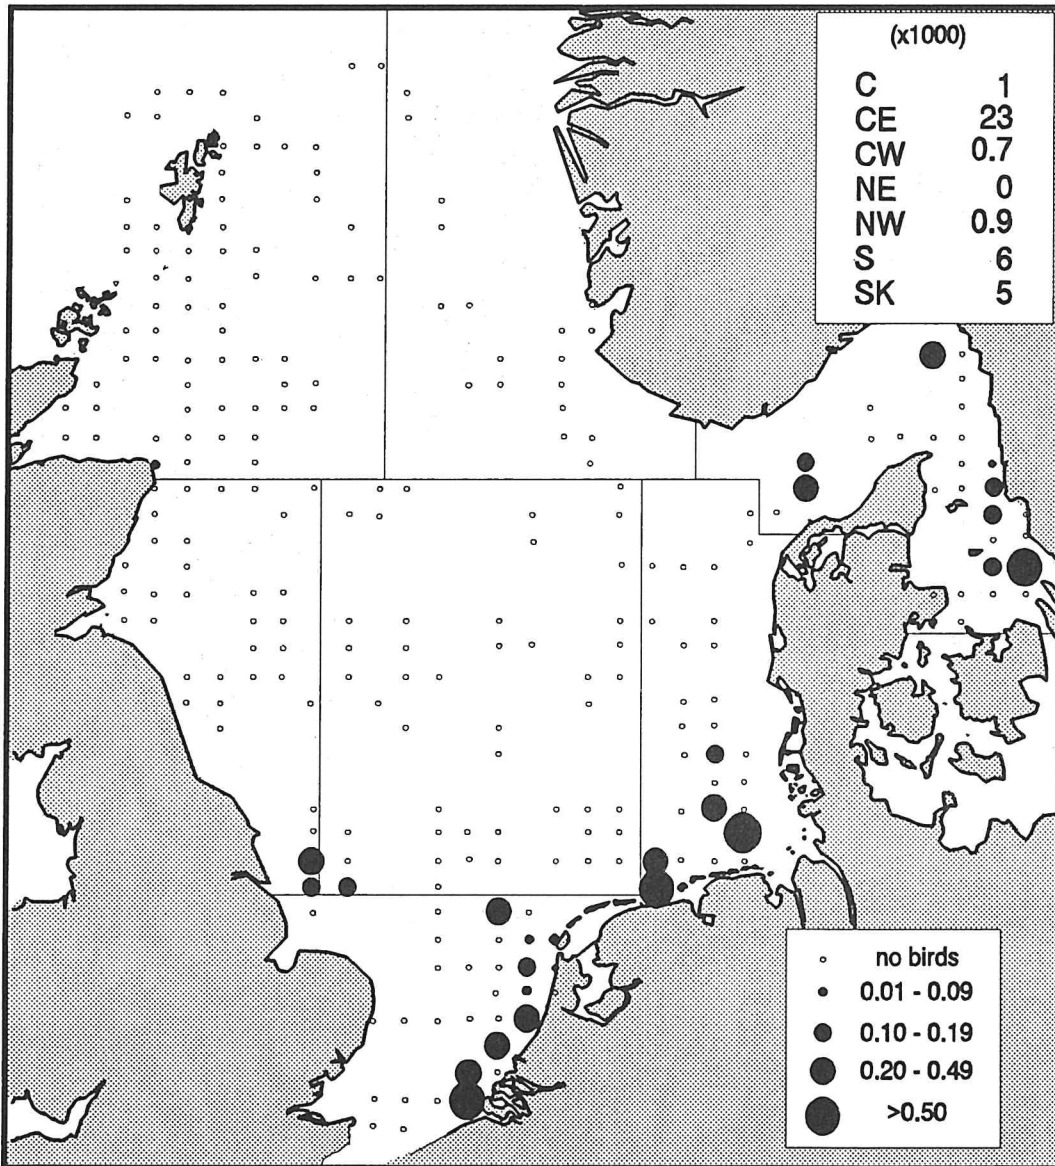 (x1000)
C 1
CE 23
CW 0.7
NE 0
NW 0.9
S 6
SK 5
no birds
0.01 - 0.09
0.10 - 0.19
0.20 - 0.49
>0.50